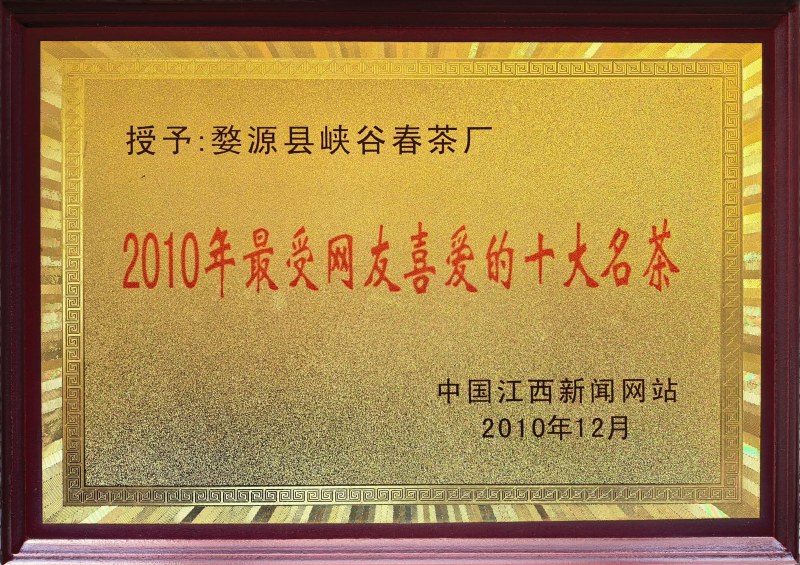 授予:婺源县峡谷春茶厂
2010年最受网友喜爱的十大名茶
中国江西新闻网站
2010年12月